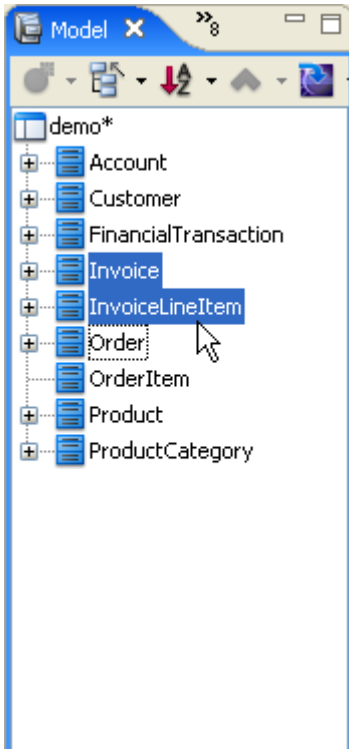 Model »8
demo*
Account
Customer
FinancialTransaction
Invoice
InvoiceLineItem
Order
OrderItem
Product
ProductCategory